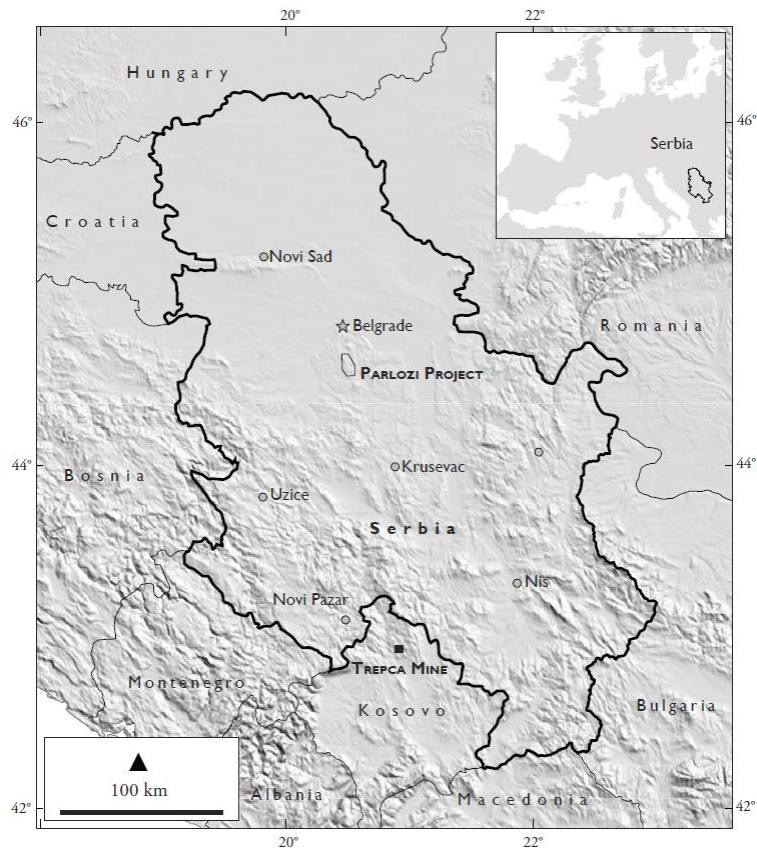 20°
22°
Hungary
46°
46°
Serbia
Croatia
Novi Sad
Belgrade
Romania
PARLOZI PROJECT
44°
Krusevac
44°
Bosnia
Uzice
Serbia
Nis
Novi Pazar
TREPCA MINE
Montenegro
Kosovo
Bulgaria
100 km
Albania
Macedonia
42°
42°
20°
22°